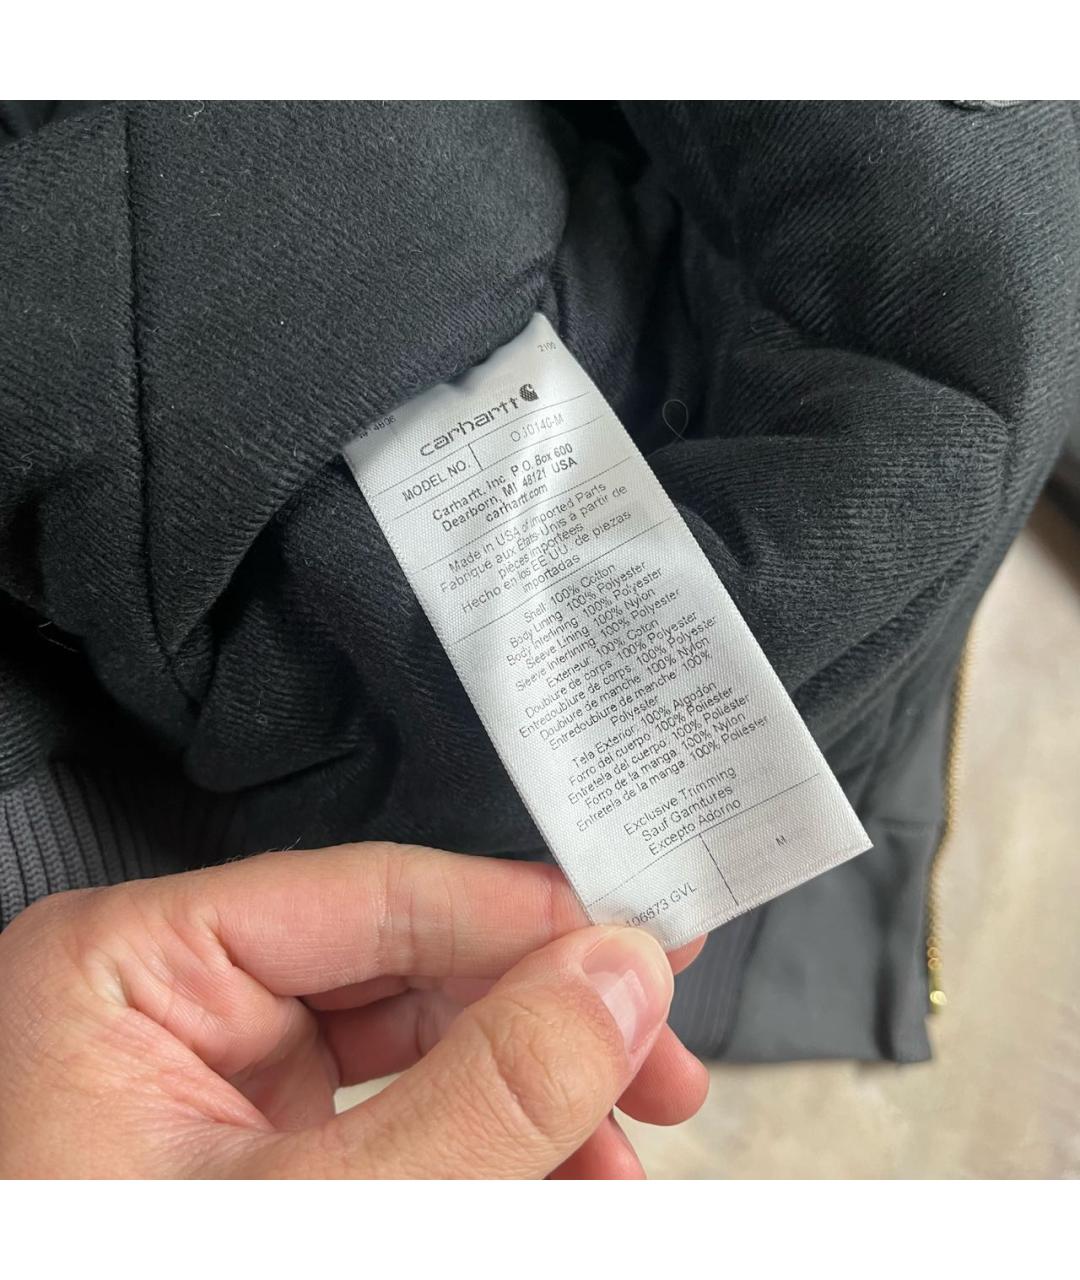 2100
4806
carhartt
MODEL NO. OJ0140-M
Carhartt, Inc. P.O. Box 600
Dearborn, MI 48121 USA
carhartt.com
Made in USA of Imported Parts
Fabriqué aux États-Unis à partir de
pièces importées
Hecho en los EE.UU. de piezas
importadas
Shell: 100% Cotton
Body Lining: 100% Polyester
Body Interlining: 100% Polyester
Sleeve Lining: 100% Nylon
Sleeve Interlining: 100% Polyester
Exterieur: 100% Coton
Doublure de corps: 100% Polyester
Entredoublure de corps: 100% Polyester
Doublure de manche: 100% Nylon
Entredoublure de manche: 100%
Polyester
Tela Exterior: 100% Algodón
Forro del cuerpo: 100% Poliéster
Entretela del cuerpo: 100% Poliéster
Forro de la manga: 100% Nylon
Entretela de la manga: 100% Poliéster
Exclusive Trimming
Sauf Garnitures
Excepto Adorno
106673 GVL M